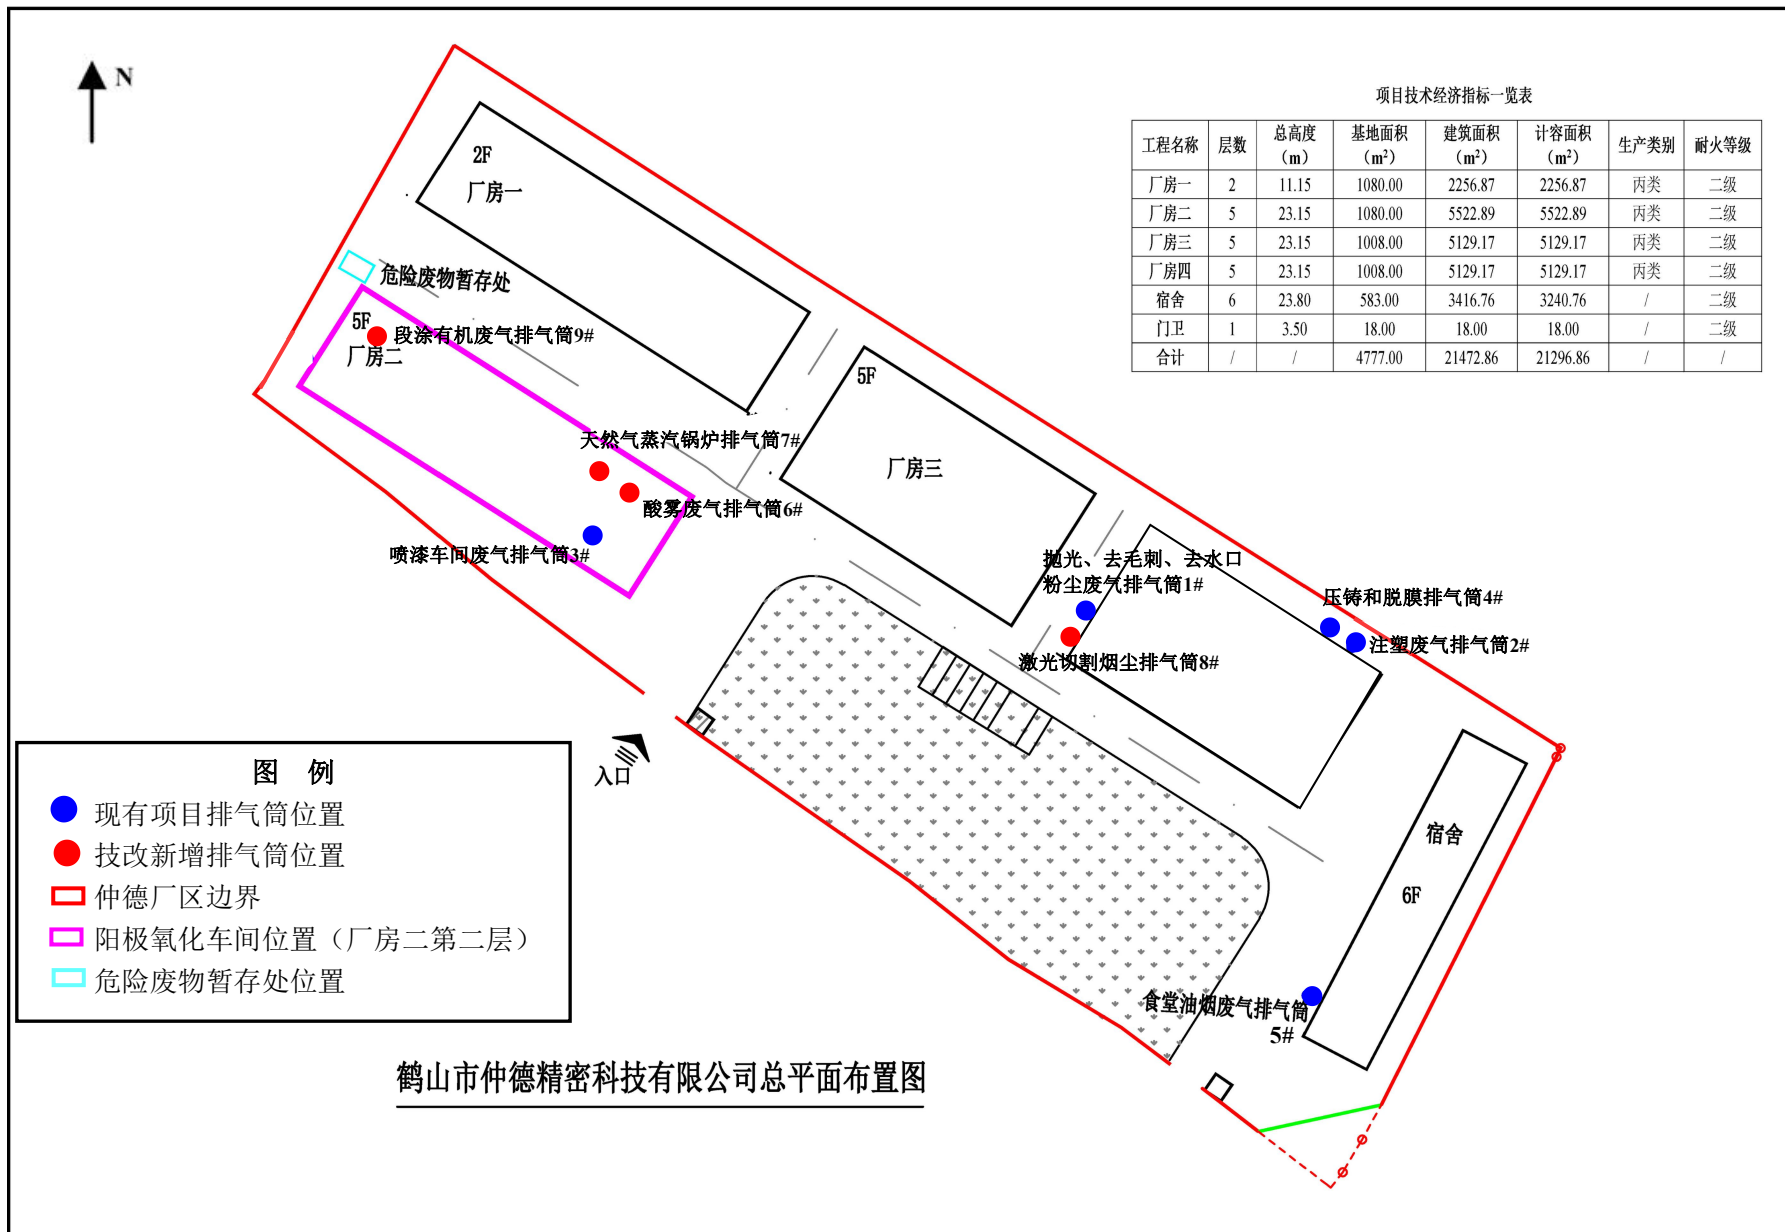 N
项目技术经济指标一览表
工程名称 层数 总高度（m） 基地面积（m²） 建筑面积（m²） 计容面积（m²） 生产类别 耐火等级
厂房一 2 11.15 1080.00 2256.87 2256.87 丙类 二级
厂房二 5 23.15 1080.00 5522.89 5522.89 丙类 二级
厂房三 5 23.15 1008.00 5129.17 5129.17 丙类 二级
厂房四 5 23.15 1008.00 5129.17 5129.17 丙类 二级
宿舍 6 23.80 583.00 3416.76 3240.76 / 二级
门卫 1 3.50 18.00 18.00 18.00 / 二级
合计 / / 4777.00 21472.86 21296.86 / /
2F
厂房一
危险废物暂存处
5F
段涂有机废气排气筒9#
厂房二
5F
天然气蒸汽锅炉排气筒7#
厂房三
酸雾废气排气筒6#
喷漆车间废气排气筒3#
抛光、去毛刺、去水口
粉尘废气排气筒1#
压铸和脱膜排气筒4#
注塑废气排气筒2#
激光切割烟尘排气筒8#
入口
宿舍
6F
食堂油烟废气排气筒
5#
图 例
现有项目排气筒位置
技改新增排气筒位置
仲德厂区边界
阳极氧化车间位置（厂房二第二层）
危险废物暂存处位置
鹤山市仲德精密科技有限公司总平面布置图